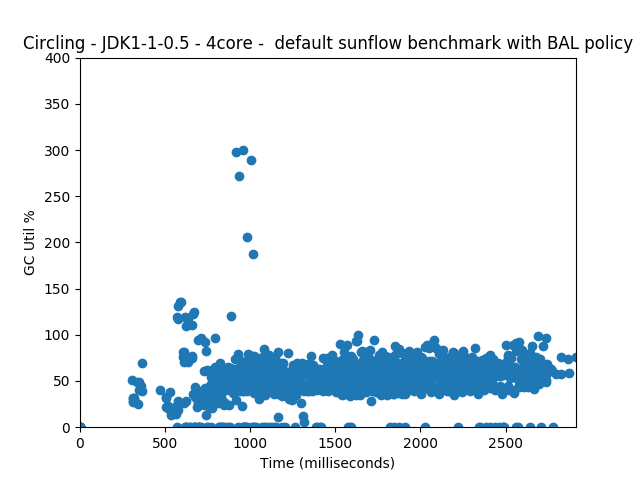 Circling - JDK1-1-0.5 - 4core -  default sunflow benchmark with BAL policy
400
350
300
250
200
150
100
50
0
GC Util %
0 500 1000 1500 2000 2500
Time (milliseconds)